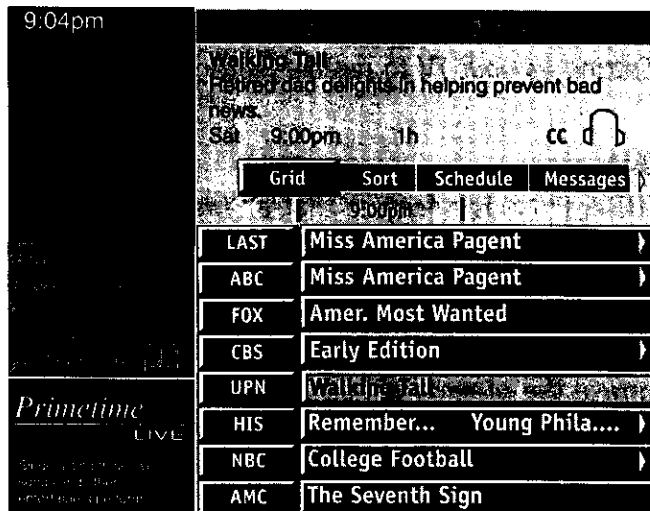 9:04pm
Walking Tall
Retired dad delights in helping prevent bad
news.
Sat 9:00pm 1h CC
Grid Sort Schedule Messages
9:00pm
LAST Miss America Pagent
ABC Miss America Pagent
FOX Amer. Most Wanted
CBS Early Edition
UPN Walking Tall
HIS Remember... Young Phila....
NBC College Football
AMC The Seventh Sign
Primetime
LIVE